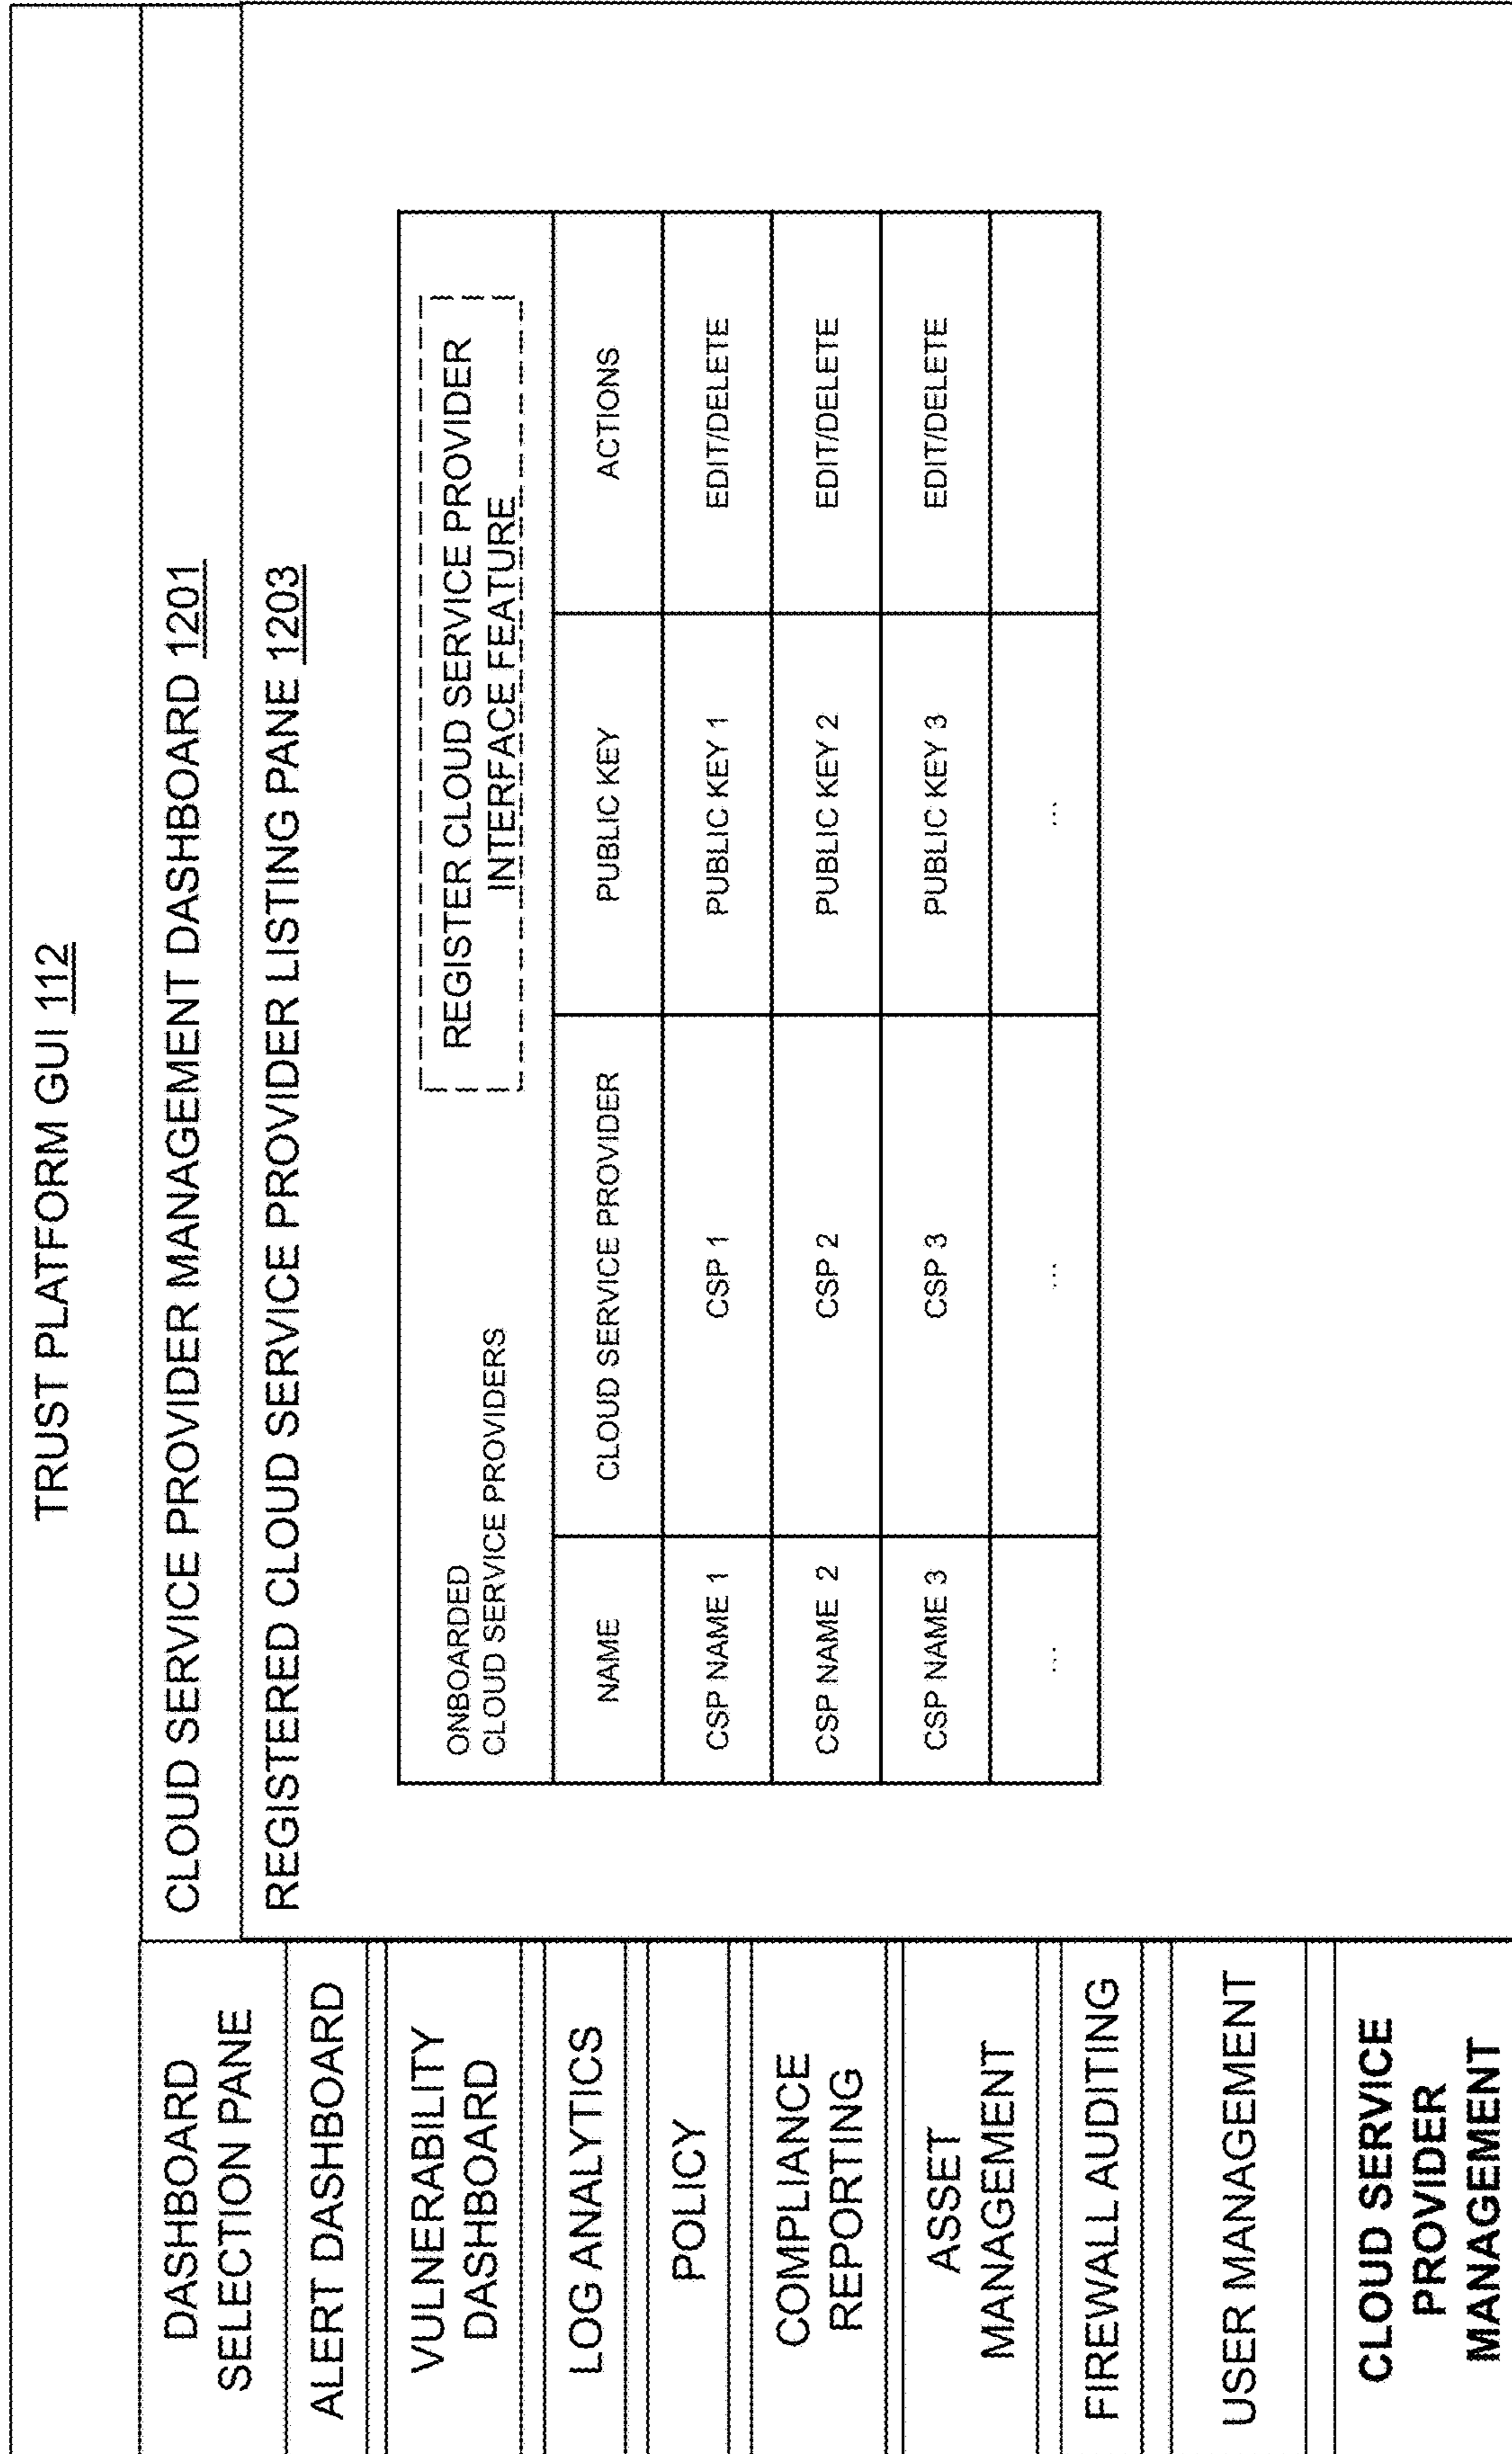 TRUST PLATFORM GUI 112
DASHBOARD
SELECTION PANE
ALERT DASHBOARD
VULNERABILITY
DASHBOARD
LOG ANALYTICS
POLICY
COMPLIANCE
REPORTING
ASSET
MANAGEMENT
FIREWALL AUDITING
USER MANAGEMENT
CLOUD SERVICE
PROVIDER
MANAGEMENT
CLOUD SERVICE PROVIDER MANAGEMENT DASHBOARD 1201
REGISTERED CLOUD SERVICE PROVIDER LISTING PANE 1203
ONBOARDED
CLOUD SERVICE PROVIDERS
REGISTER CLOUD SERVICE PROVIDER
INTERFACE FEATURE
NAME CLOUD SERVICE PROVIDER PUBLIC KEY ACTIONS
CSP NAME 1 CSP 1 PUBLIC KEY 1 EDIT/DELETE
CSP NAME 2 CSP 2 PUBLIC KEY 2 EDIT/DELETE
CSP NAME 3 CSP 3 PUBLIC KEY 3 EDIT/DELETE
... ... ...